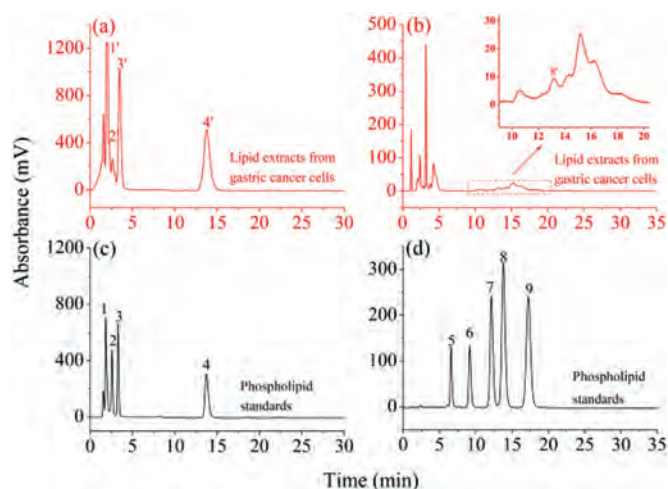 (a)
1'
3'
2'
4'
Lipid extracts from
gastric cancer cells
1200
800
400
0
0 5 10 15 20 25 30
(b)
500
400
300
200
100
0
30
20
10
0
10 12 14 16 18 20
Lipid extracts from
gastric cancer cells
0 5 10 15 20 25 30 35
Absorbance (mV)
(c)
1
2
3
4
Phospholipid
standards
1200
800
400
0
0 5 10 15 20 25 30
(d)
5
6
7
8
9
Phospholipid
standards
300
200
100
0
0 5 10 15 20 25 30 35
Time (min)